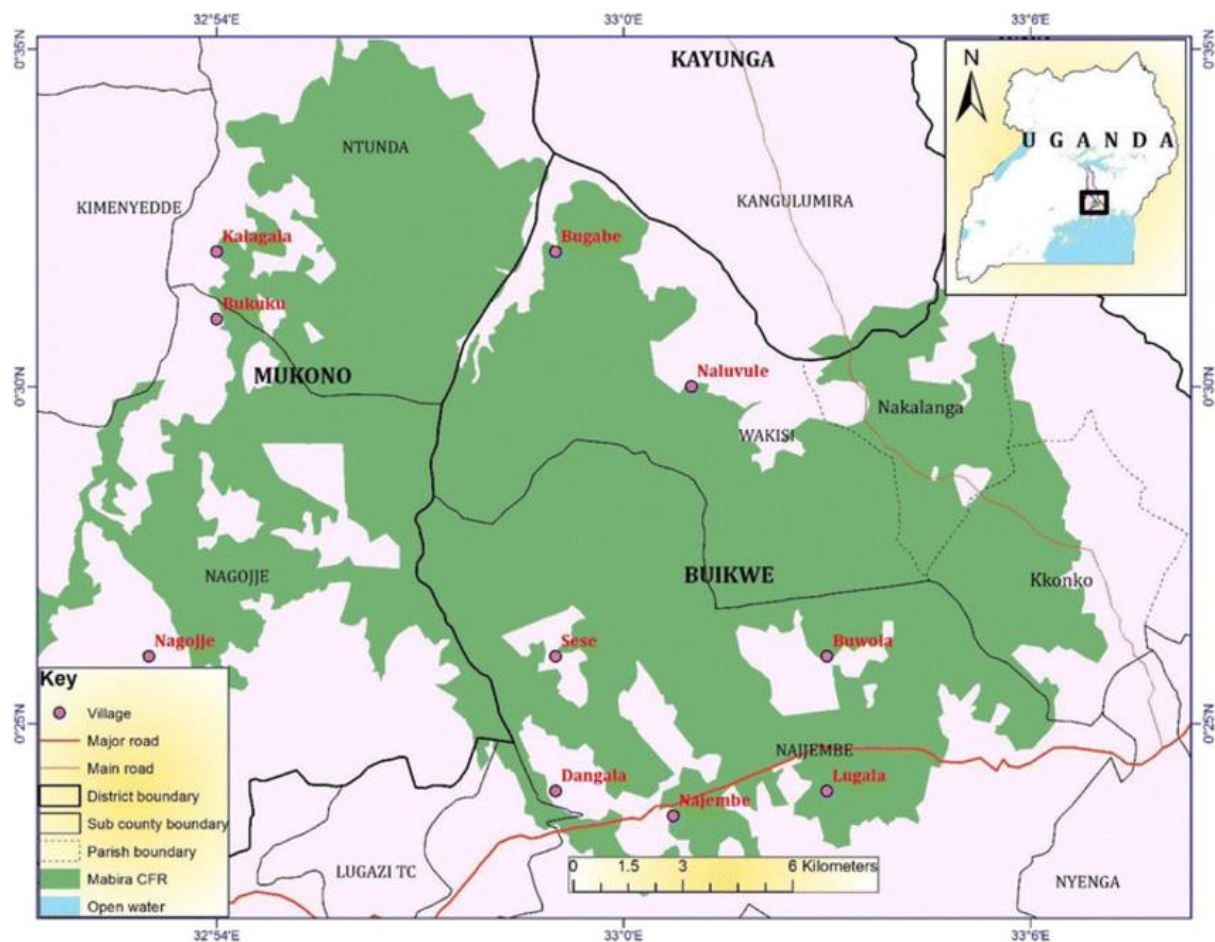 32°54'E 33°0'E 33°6'E
0°35'N 0°35'N
KAYUNGA
N
UGANDA
NTUNDA
KIMENYEDDE
KANGULUMIRA
Kalagala
Bugabe
Bukuku
MUKONO
Naluvule
0°30'N 0°30'N
Nakalanga
WAKISI
NAGOJJE
BUIKWE
Kkonko
Nagojje
Sese
Buwola
Key
Village
Major road
Main road
District boundary
Sub county boundary
Parish boundary
Mabira CFR
Open water
0°25'N
NAJJEMBE
Dangala
Lugala
Najembe
LUGAZI TC
0 1.5 3 6 Kilometers
NYENGA
32°54'E 33°0'E 33°6'E